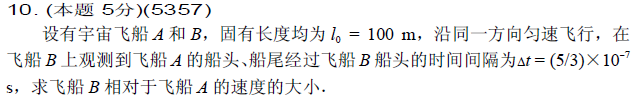 10. (本题 5分)(5357)
设有宇宙飞船 A 和 B，固有长度均为 l₀ = 100 m，沿同一方向匀速飞行，在
飞船 B 上观测到飞船 A 的船头、船尾经过飞船 B 船头的时间间隔为Δt = (5/3)×10⁻⁷
s，求飞船 B 相对于飞船 A 的速度的大小．